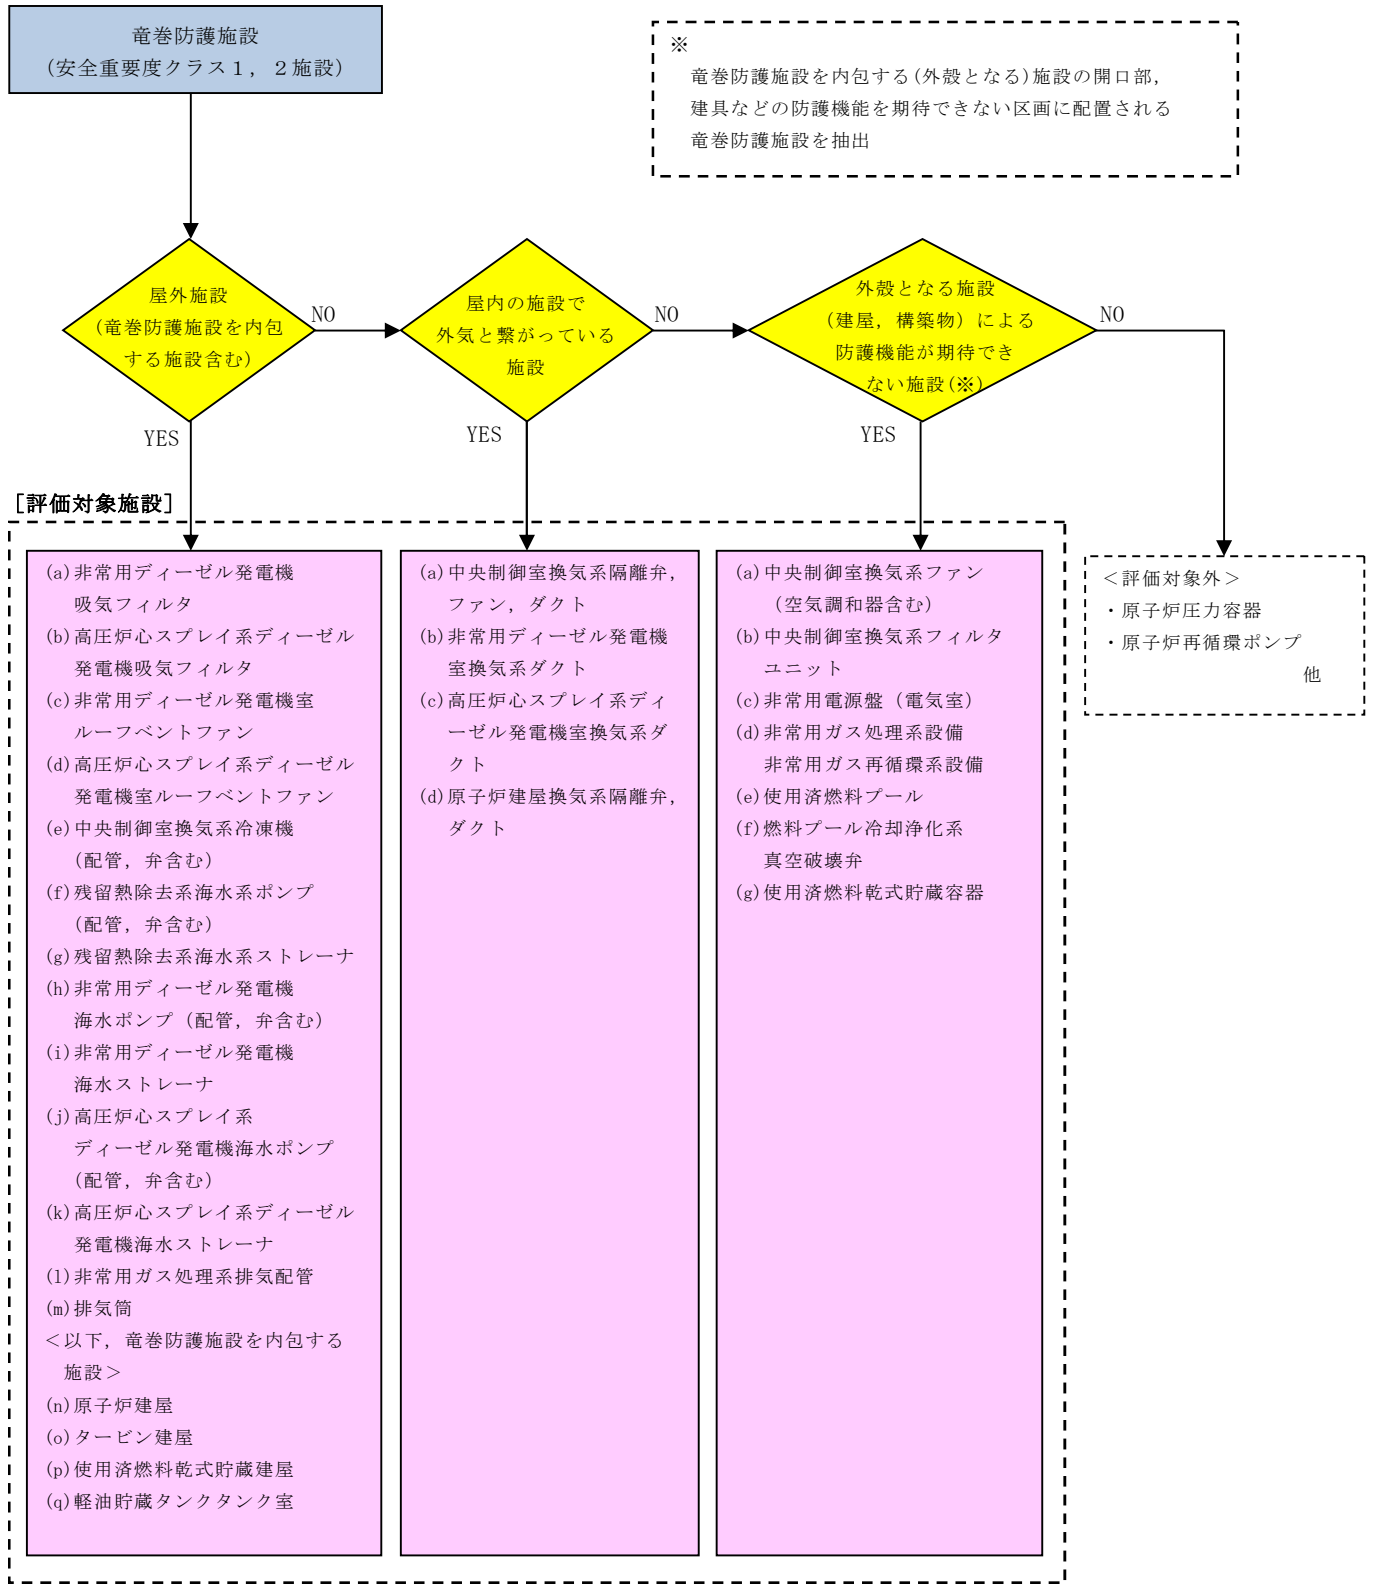 竜巻防護施設
(安全重要度クラス１，２施設)
※
竜巻防護施設を内包する(外殻となる)施設の開口部，
建具などの防護機能を期待できない区画に配置される
竜巻防護施設を抽出
屋外施設
(竜巻防護施設を内包
する施設含む)
NO
屋内の施設で
外気と繋がっている
施設
NO
外殻となる施設
(建屋，構築物) による
防護機能が期待でき
ない施設(※)
NO
YES
YES
YES
[評価対象施設]
(a)非常用ディーゼル発電機
吸気フィルタ
(b)高圧炉心スプレイ系ディーゼル
発電機吸気フィルタ
(c)非常用ディーゼル発電機室
ルーフベントファン
(d)高圧炉心スプレイ系ディーゼル
発電機室ルーフベントファン
(e)中央制御室換気系冷凍機
(配管，弁含む)
(f)残留熱除去系海水系ポンプ
(配管，弁含む)
(g)残留熱除去系海水系ストレーナ
(h)非常用ディーゼル発電機
海水ポンプ (配管，弁含む)
(i)非常用ディーゼル発電機
海水ストレーナ
(j)高圧炉心スプレイ系
ディーゼル発電機海水ポンプ
(配管，弁含む)
(k)高圧炉心スプレイ系ディーゼル
発電機海水ストレーナ
(l)非常用ガス処理系排気配管
(m)排気筒
＜以下，竜巻防護施設を内包する
施設＞
(n)原子炉建屋
(o)タービン建屋
(p)使用済燃料乾式貯蔵建屋
(q)軽油貯蔵タンクタンク室
(a)中央制御室換気系隔離弁，
ファン，ダクト
(b)非常用ディーゼル発電機
室換気系ダクト
(c)高圧炉心スプレイ系ディ
ーゼル発電機室換気系ダ
クト
(d)原子炉建屋換気系隔離弁，
ダクト
(a)中央制御室換気系ファン
(空気調和器含む)
(b)中央制御室換気系フィルタ
ユニット
(c)非常用電源盤 (電気室)
(d)非常用ガス処理系設備
非常用ガス再循環系設備
(e)使用済燃料プール
(f)燃料プール冷却浄化系
真空破壊弁
(g)使用済燃料乾式貯蔵容器
＜評価対象外＞
・原子炉圧力容器
・原子炉再循環ポンプ
他